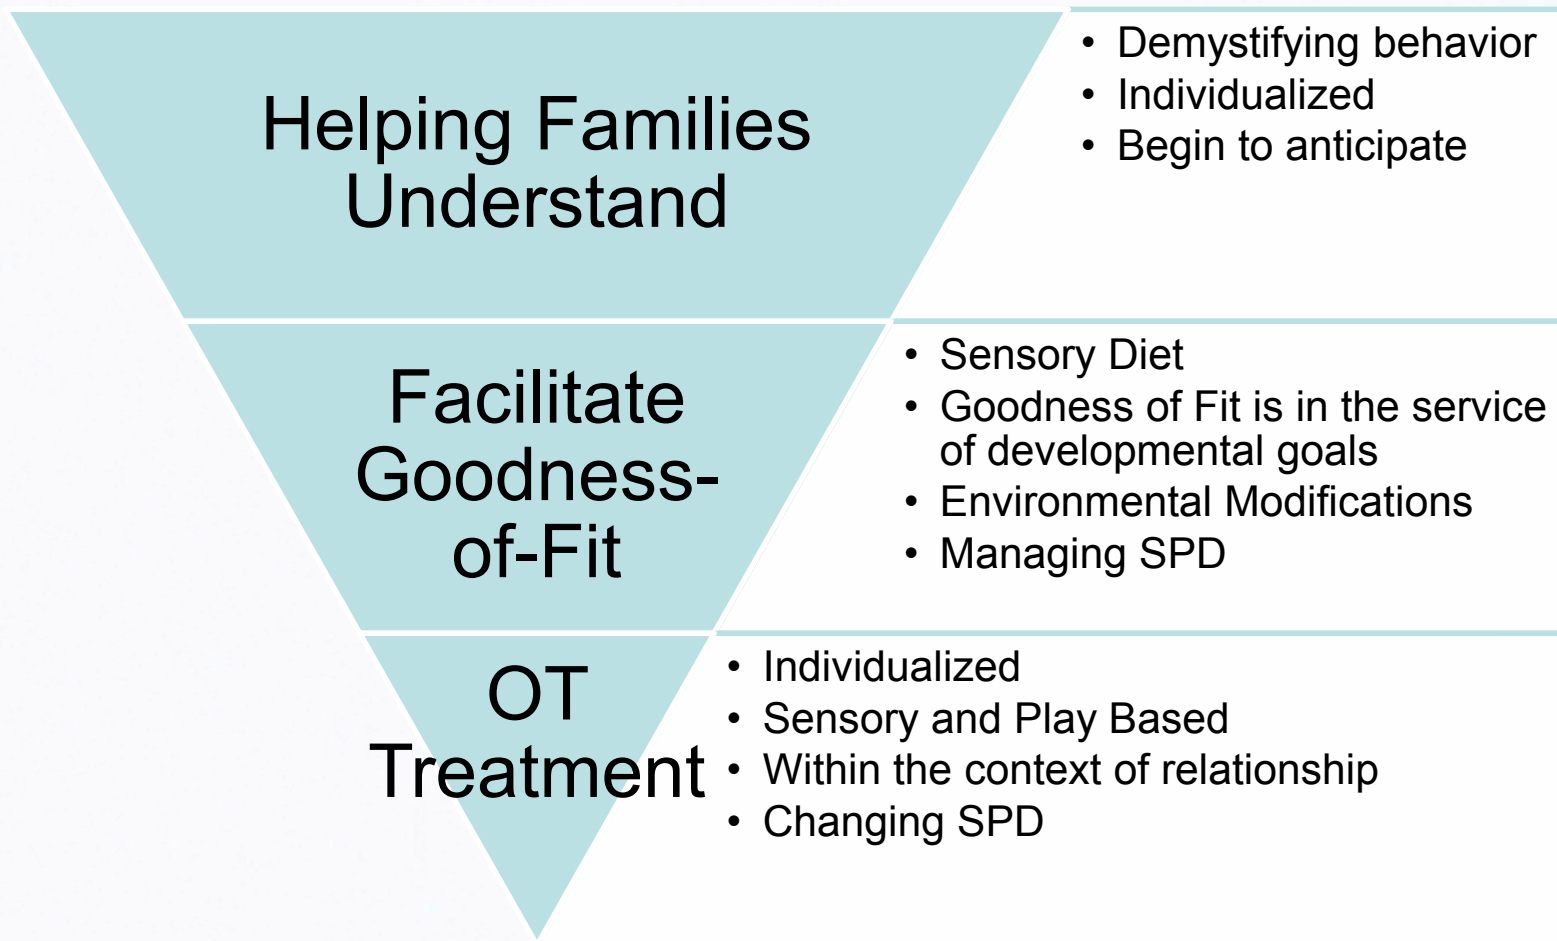 Helping Families
Understand
• Demystifying behavior
• Individualized
• Begin to anticipate
Facilitate
Goodness-
of-Fit
• Sensory Diet
• Goodness of Fit is in the service
of developmental goals
• Environmental Modifications
• Managing SPD
OT
Treatment
• Individualized
• Sensory and Play Based
• Within the context of relationship
• Changing SPD